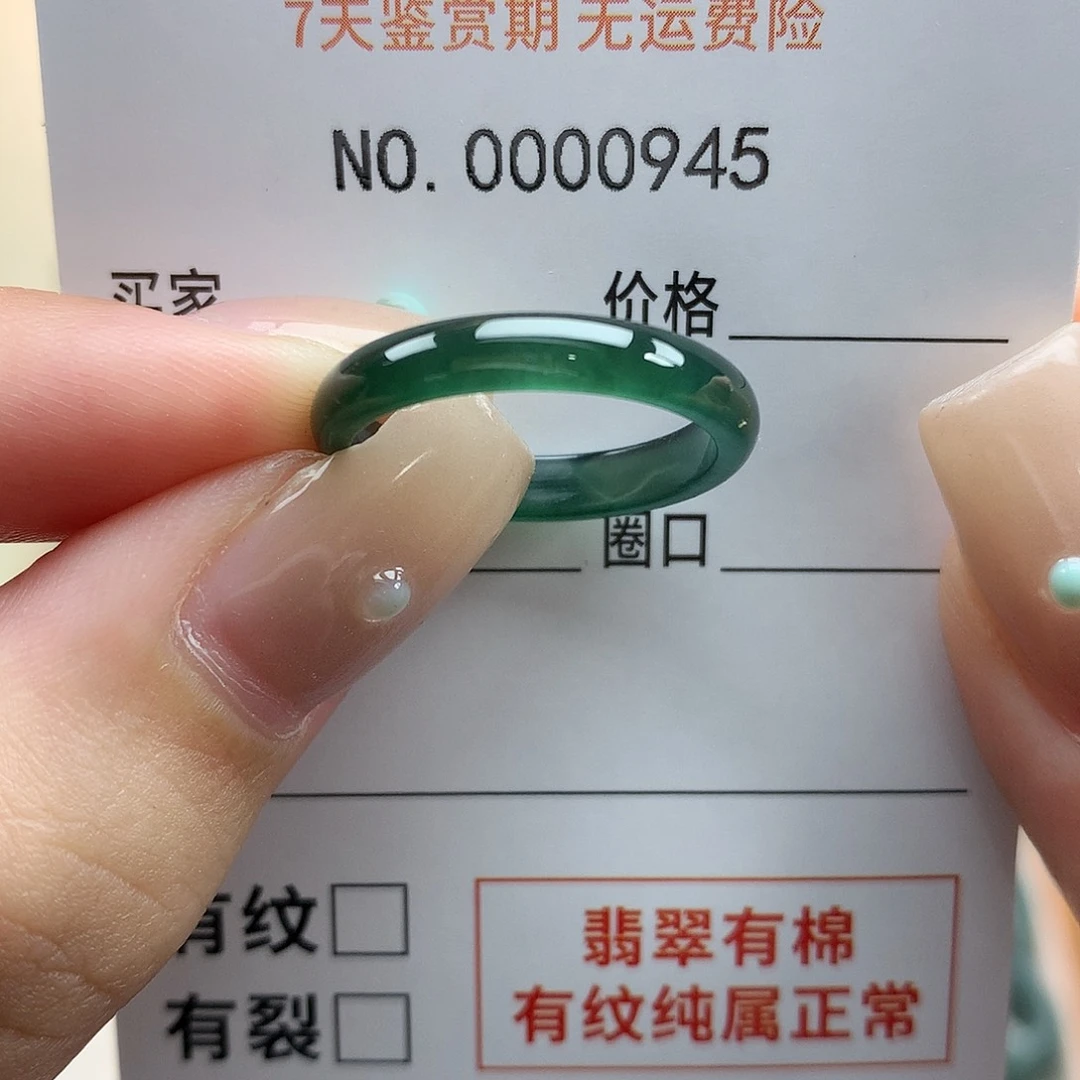 7天鉴赏期 无运费险
NO.0000945
买家
价格
圈口
有纹
有裂
翡翠有棉
有纹纯属正常